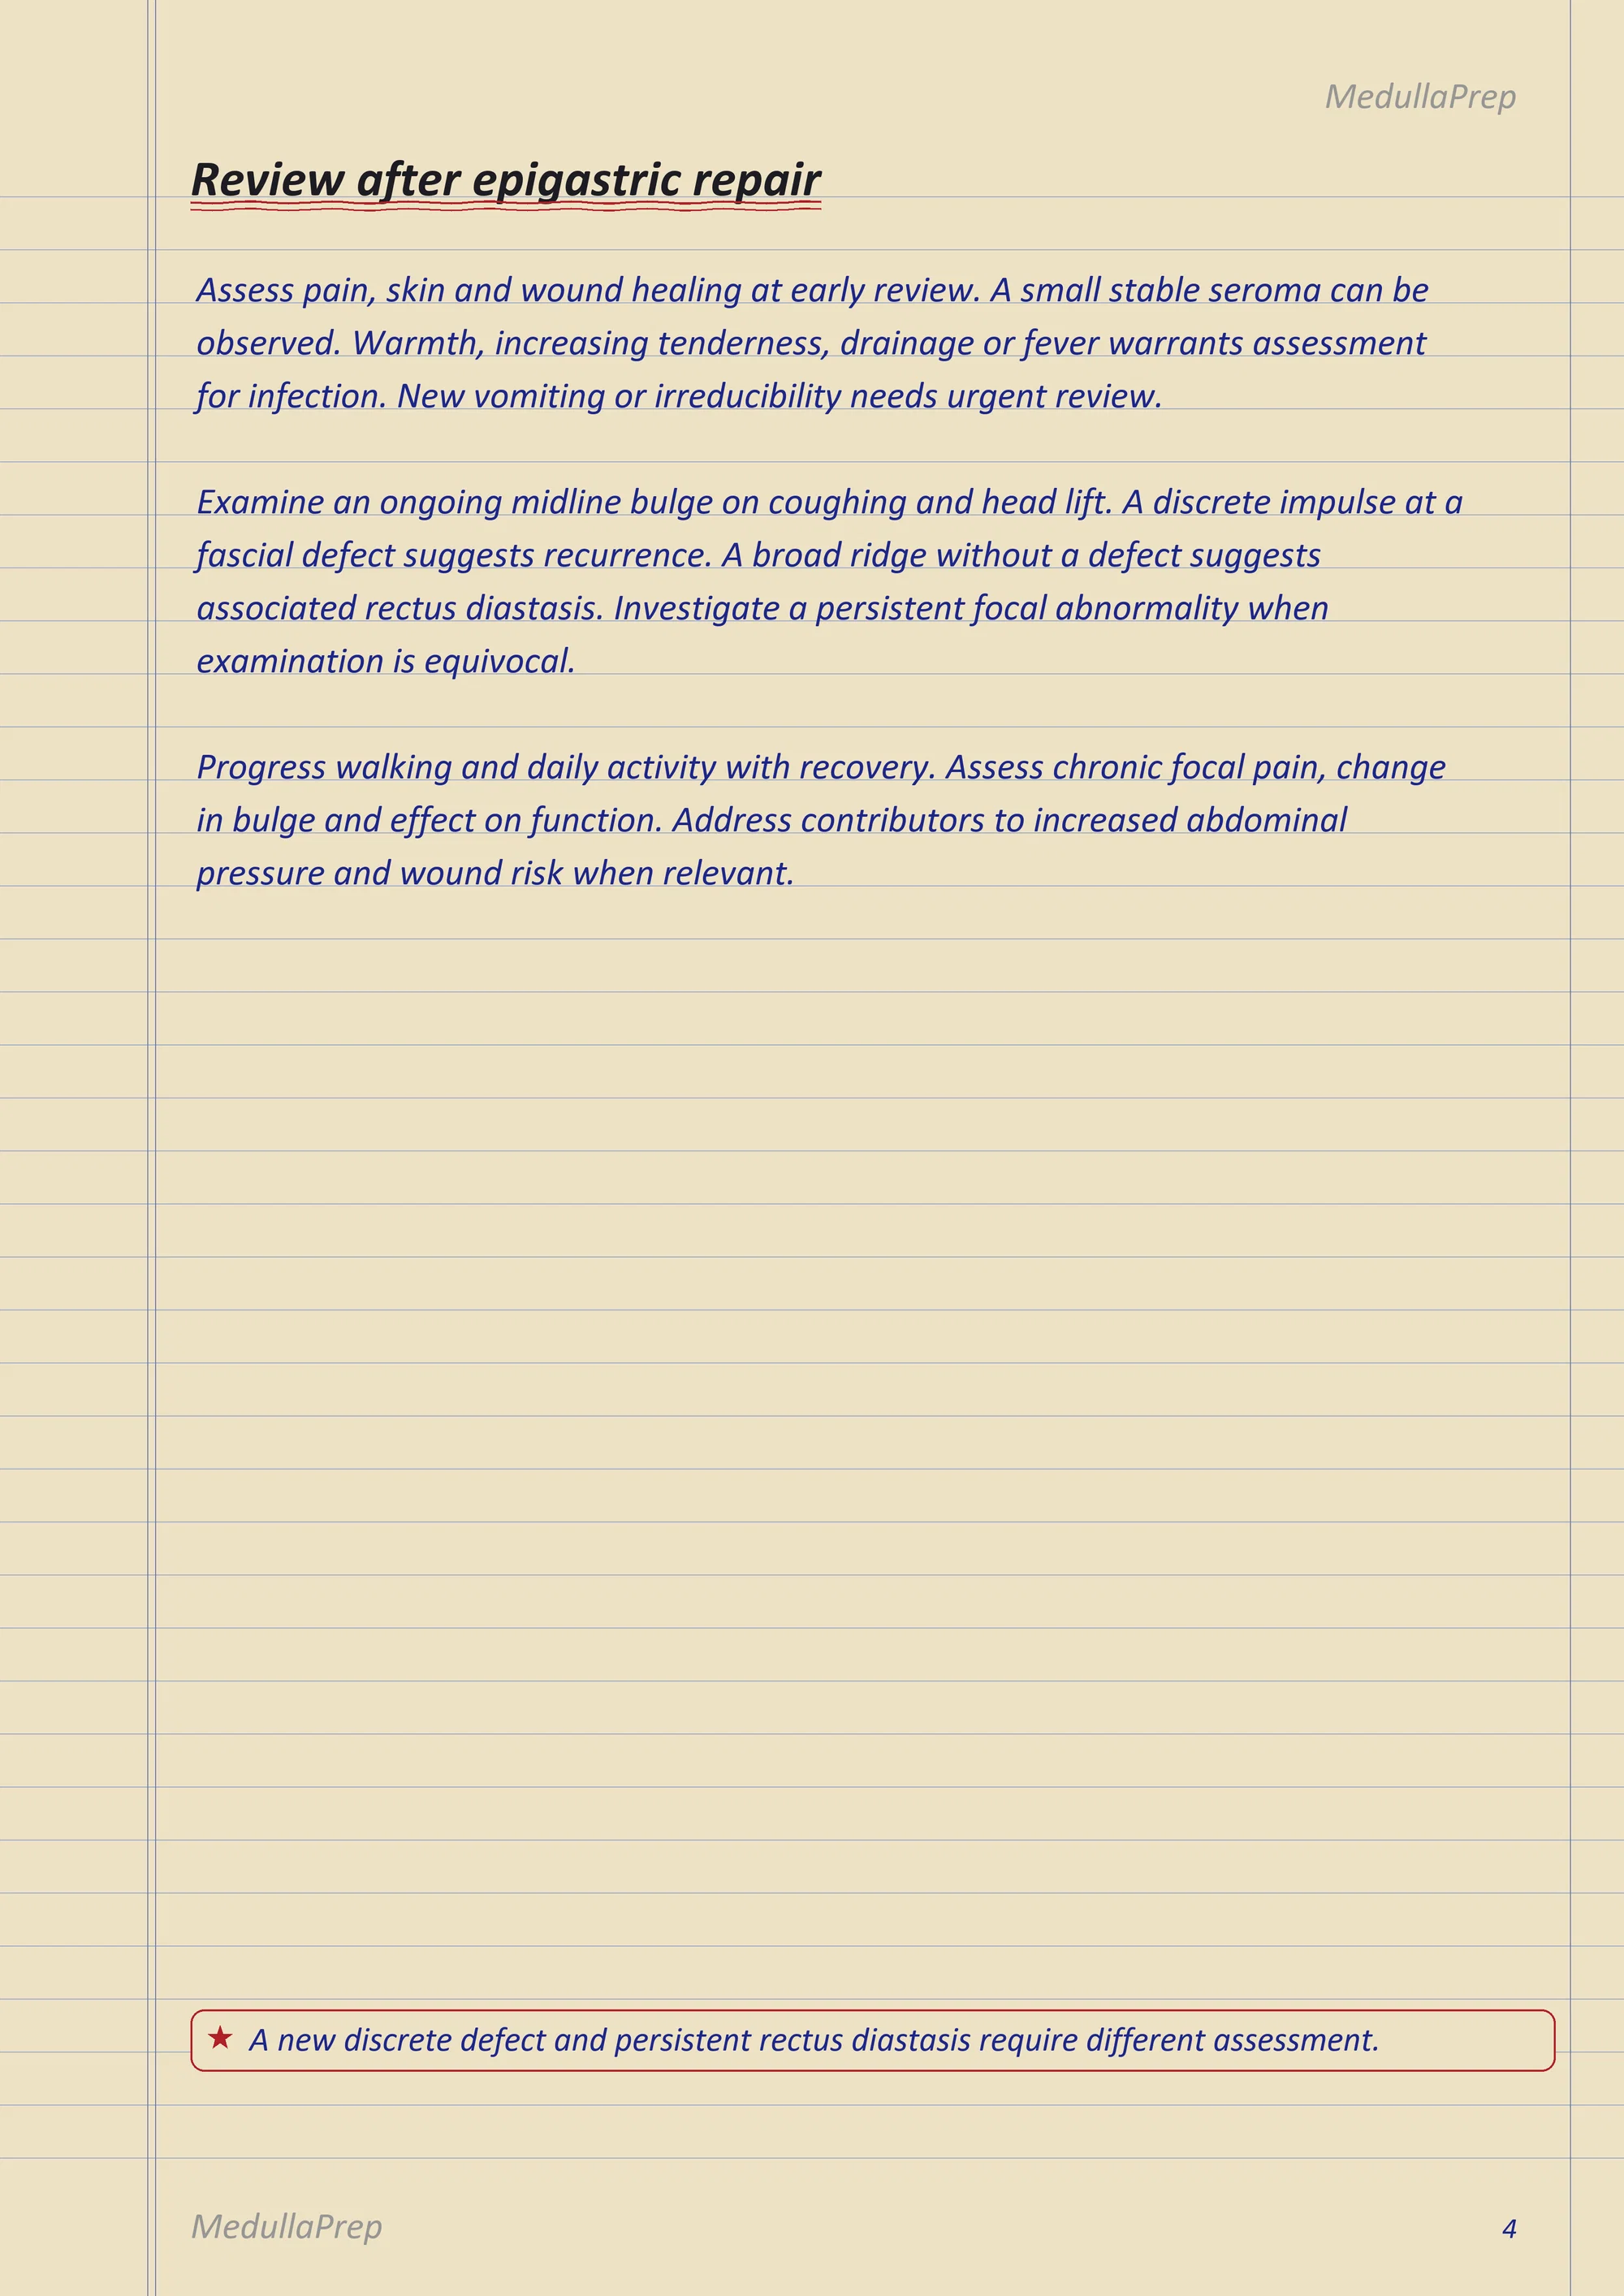 MedullaPrep
Review after epigastric repair
Assess pain, skin and wound healing at early review. A small stable seroma can be
observed. Warmth, increasing tenderness, drainage or fever warrants assessment
for infection. New vomiting or irreducibility needs urgent review.
Examine an ongoing midline bulge on coughing and head lift. A discrete impulse at a
fascial defect suggests recurrence. A broad ridge without a defect suggests
associated rectus diastasis. Investigate a persistent focal abnormality when
examination is equivocal.
Progress walking and daily activity with recovery. Assess chronic focal pain, change
in bulge and effect on function. Address contributors to increased abdominal
pressure and wound risk when relevant.
★ A new discrete defect and persistent rectus diastasis require different assessment.
MedullaPrep
4